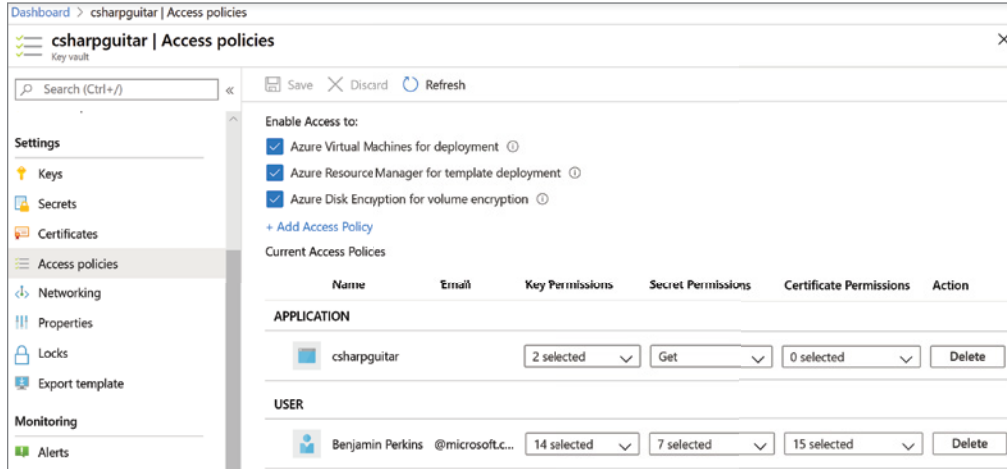 Dashboard > csharpguitar | Access policies
csharpguitar | Access policies
Key vault
Search (Ctrl+/)
«
Save Discard Refresh
Settings
Keys
Secrets
Certificates
Access policies
Networking
Properties
Locks
Export template
Monitoring
Alerts
Enable Access to:
Azure Virtual Machines for deployment
Azure Resource Manager for template deployment
Azure Disk Encryption for volume encryption
+ Add Access Policy
Current Access Polices
Name Email Key Permissions Secret Permissions Certificate Permissions Action
APPLICATION
csharpguitar 2 selected Get 0 selected Delete
USER
Benjamin Perkins @microsoft.c... 14 selected 7 selected 15 selected Delete